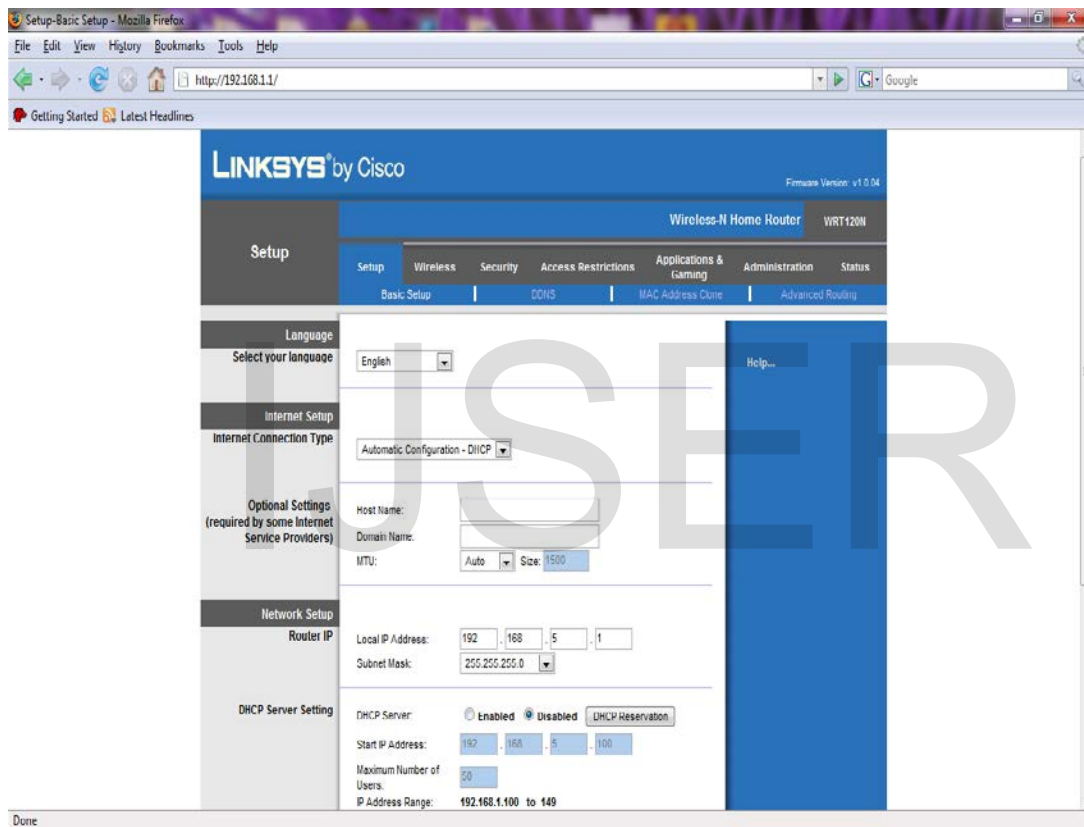 Setup-Basic Setup - Mozilla Firefox
File Edit View History Bookmarks Tools Help
http://192.168.1.1/
Google
Getting Started Latest Headlines
LINKSYS® by Cisco
Firmware Version: v1.0.04
Wireless-N Home Router WRT120N
Setup
Setup Wireless Security Access Restrictions Applications & Gaming Administration Status
Basic Setup DDNS MAC Address Clone Advanced Routing
Language
Select your language English
Help...
Internet Setup
Internet Connection Type
Automatic Configuration - DHCP
Optional Settings
(required by some Internet
Service Providers)
Host Name:
Domain Name:
MTU: Auto Size: 1500
Network Setup
Router IP
Local IP Address: 192 . 168 . 5 . 1
Subnet Mask: 255.255.255.0
DHCP Server Setting
DHCP Server: Enabled Disabled DHCP Reservation
Start IP Address: 192 . 168 . 5 . 100
Maximum Number of
Users: 50
IP Address Range: 192.168.1.100 to 149
Done
IJSER